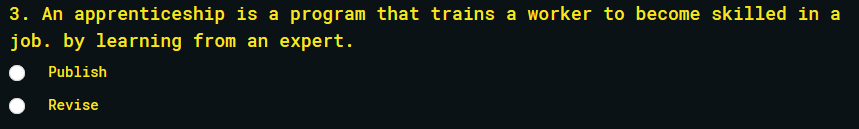 3. An apprenticeship is a program that trains a worker to become skilled in a
job. by learning from an expert.
Publish
Revise